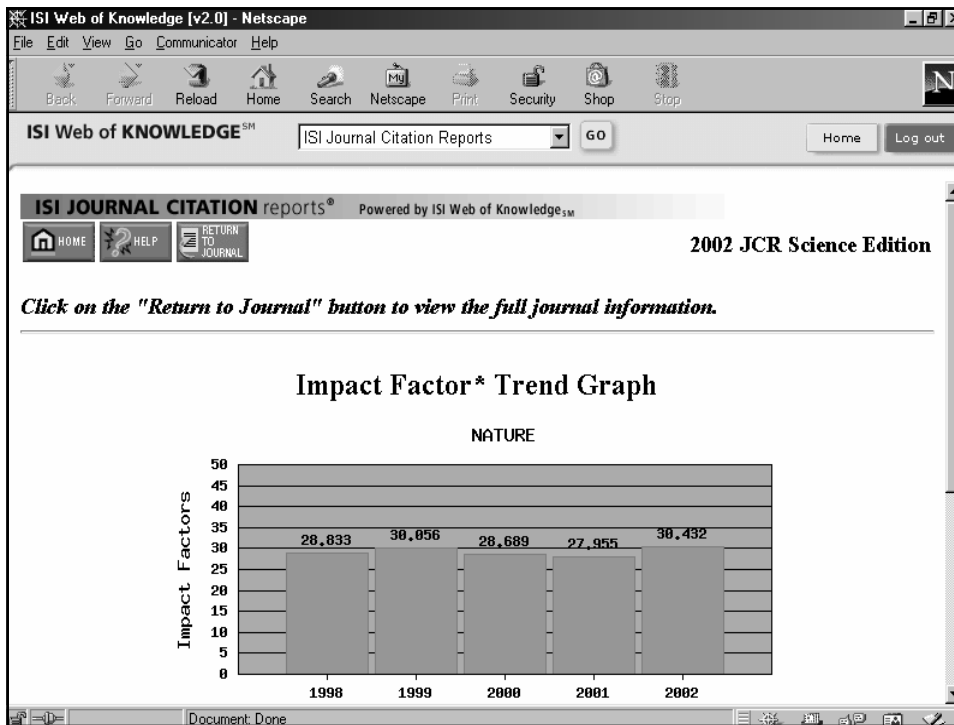 ISI Web of Knowledge [v2.0] - Netscape
File Edit View Go Communicator Help
Back Forward Reload Home Search Netscape Print Security Shop Stop
My
N
ISI Web of KNOWLEDGE SM ISI Journal Citation Reports GO Home Log out
ISI JOURNAL CITATION reports® Powered by ISI Web of Knowledge SM
HOME HELP RETURN TO JOURNAL
2002 JCR Science Edition
Click on the "Return to Journal" button to view the full journal information.
Impact Factor* Trend Graph
NATURE
Impact Factors
50
45
40
35
30
25
20
15
10
5
0
28.833 30.056 28.689 27.955 30.432
1998 1999 2000 2001 2002
Document: Done